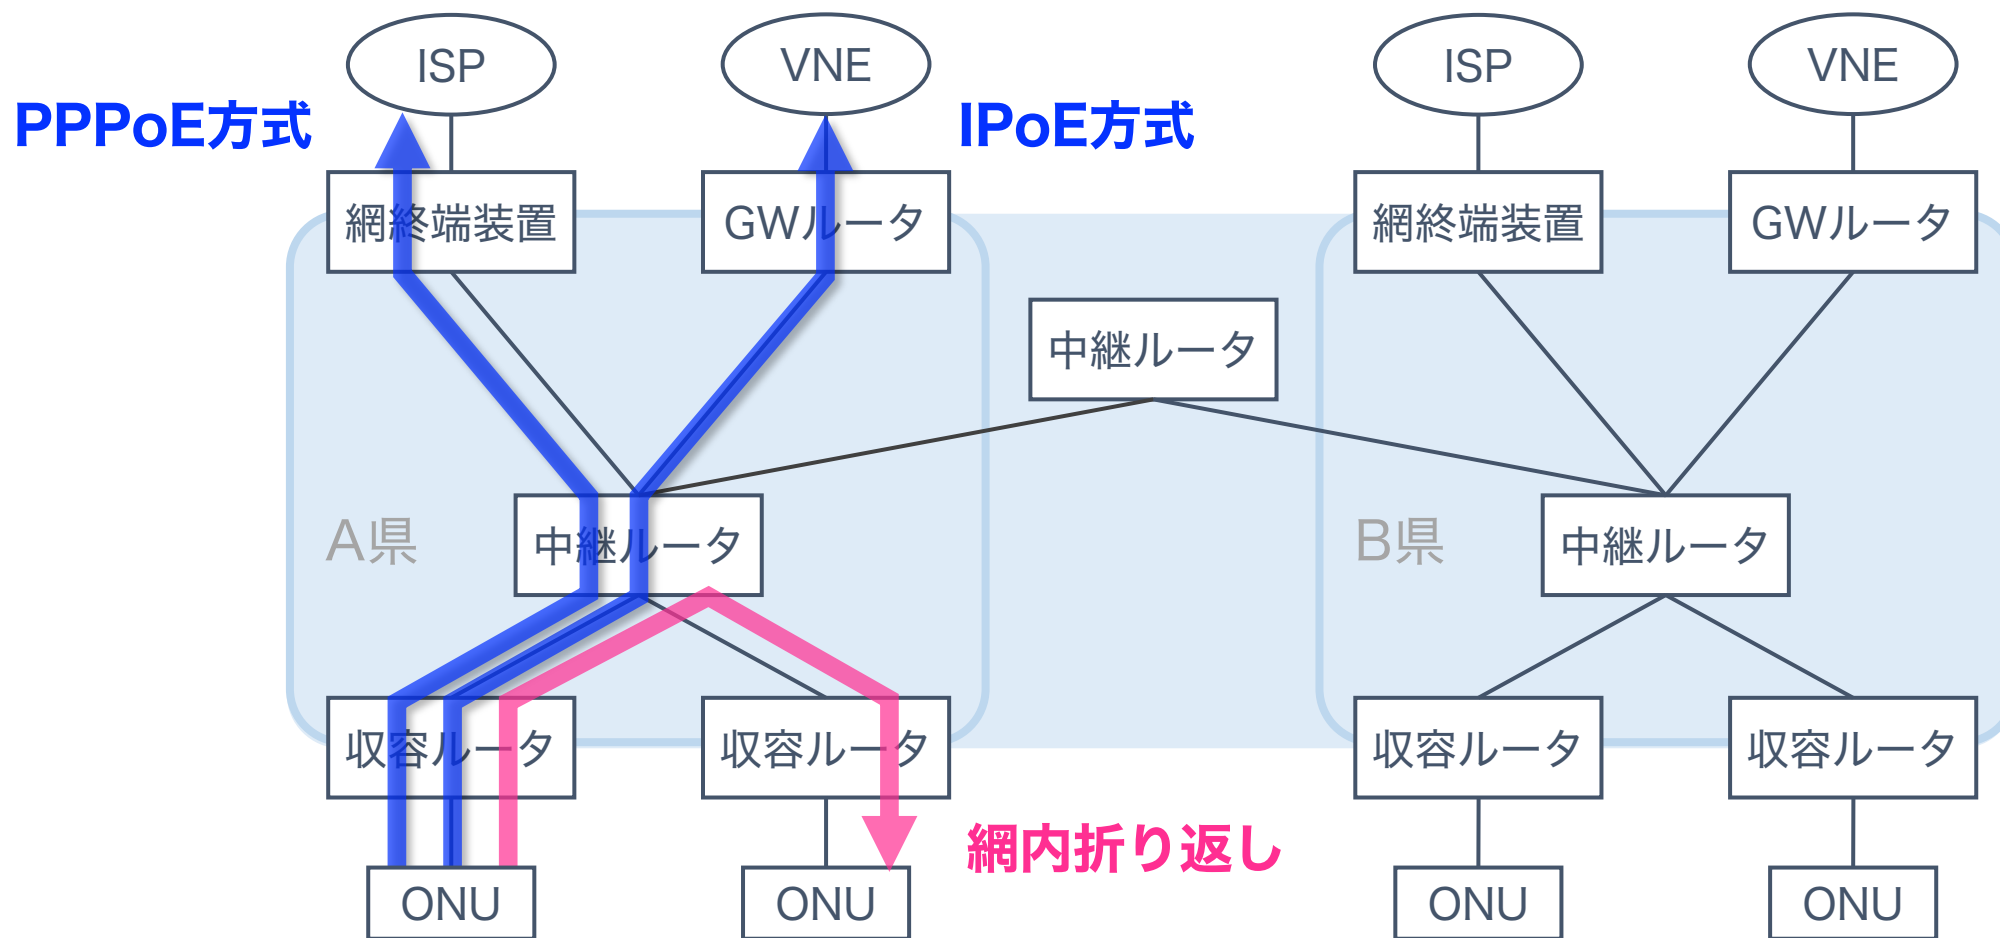 ISP
VNE
ISP
VNE
PPPoE方式
IPoE方式
網終端装置
GWルータ
網終端装置
GWルータ
中継ルータ
A県
中継ルータ
B県
中継ルータ
収容ルータ
収容ルータ
収容ルータ
収容ルータ
網内折り返し
ONU
ONU
ONU
ONU